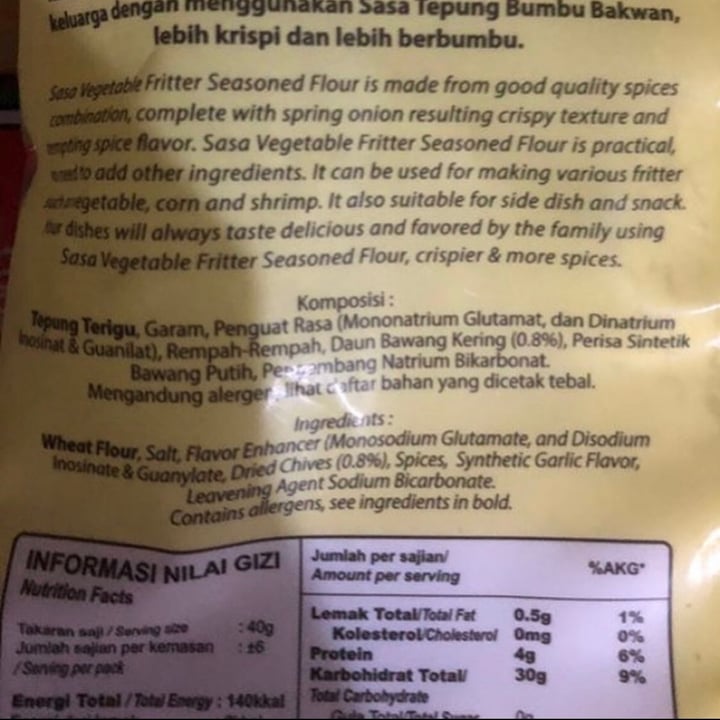 keluarga dengan menggunakan Sasa Tepung Bumbu Bakwan,
lebih krispi dan lebih berbumbu.
Sasa Vegetable Fritter Seasoned Flour is made from good quality spices
combination, complete with spring onion resulting crispy texture and
spice flavor. Sasa Vegetable Fritter Seasoned Flour is practical,
to add other ingredients. It can be used for making various fritter
vegetable, corn and shrimp. It also suitable for side dish and snack.
dishes will always taste delicious and favored by the family using
Sasa Vegetable Fritter Seasoned Flour, crispier & more spices.
Komposisi :
Tepung Terigu, Garam, Penguat Rasa (Mononatrium Glutamat, dan Dinatrium
Inosinat & Guanilat), Rempah-Rempah, Daun Bawang Kering (0.8%), Perisa Sintetik
Bawang Putih, Pengembang Natrium Bikarbonat.
Mengandung alergen, lihat daftar bahan yang dicetak tebal.
Ingredients :
Wheat Flour, Salt, Flavor Enhancer (Monosodium Glutamate, and Disodium
Inosinate & Guanylate, Dried Chives (0.8%), Spices, Synthetic Garlic Flavor,
Leavening Agent Sodium Bicarbonate.
Contains allergens, see ingredients in bold.
INFORMASI NILAI GIZI
Nutrition Facts
Takaran saji / Serving size : 40g
Jumlah sajian per kemasan : ±6
/ Serving per pack
Energi Total / Total Energy : 140kkal
Jumlah per sajian/
Amount per serving
%AKG*
Lemak Total/Total Fat 0.5g 1%
Kolesterol/Cholesterol 0mg 0%
Protein 4g 6%
Karbohidrat Total/ 30g 9%
Total Carbohydrate
Gula Total/Total Sugar 0g